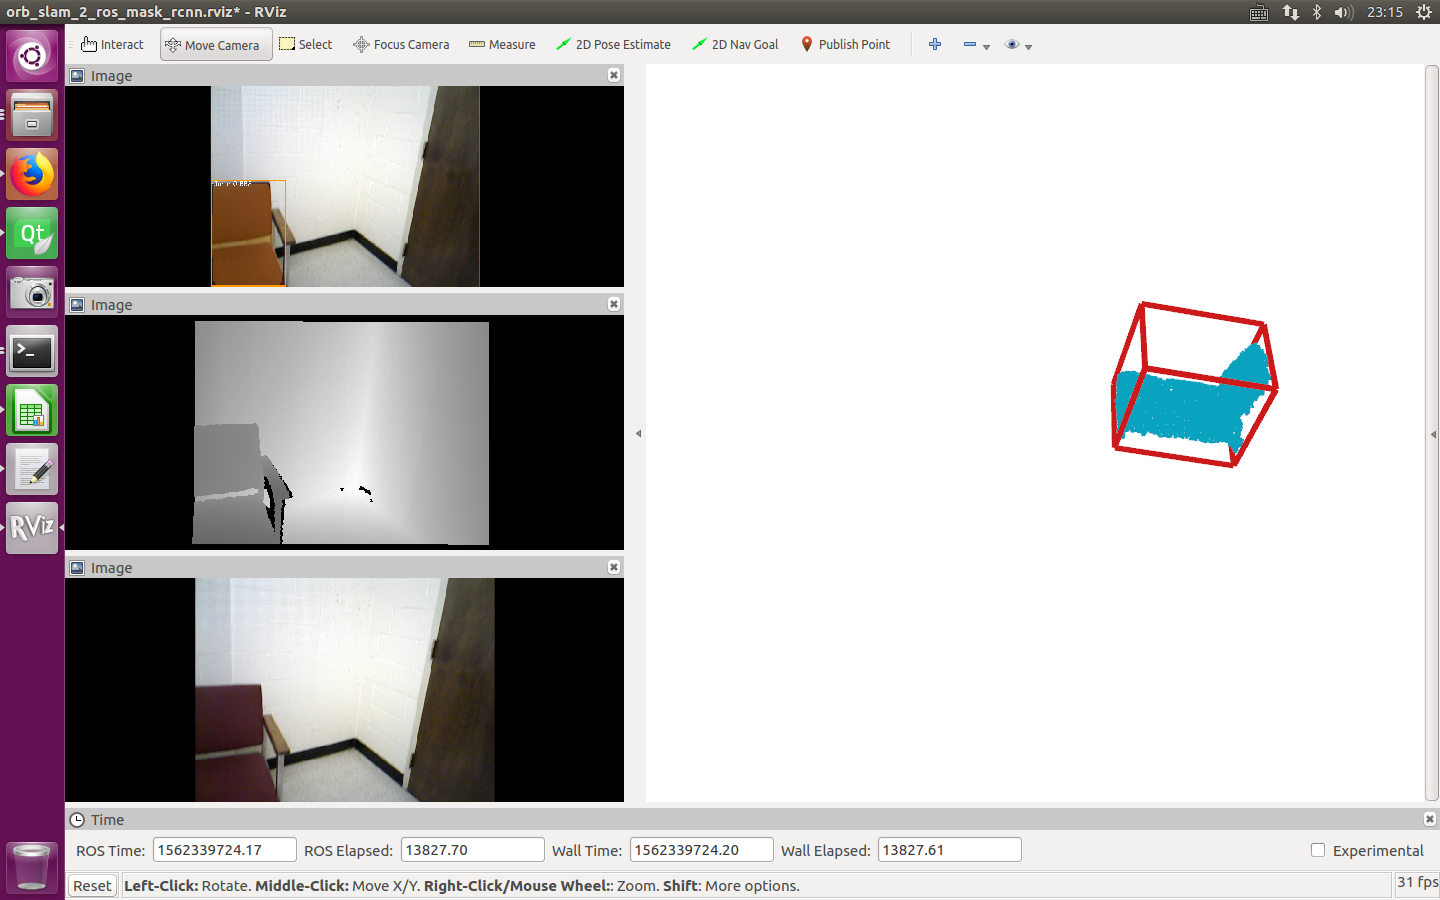 orb_slam_2_ros_mask_rcnn.rviz* - RViz
23:15
Interact
Move Camera
Select
Focus Camera
Measure
2D Pose Estimate
2D Nav Goal
Publish Point
Image
Image
Image
Qt
>_
RViz
Time
ROS Time: 1562339724.17 ROS Elapsed: 13827.70 Wall Time: 1562339724.20 Wall Elapsed: 13827.61 Experimental
Reset Left-Click: Rotate. Middle-Click: Move X/Y. Right-Click/Mouse Wheel:: Zoom. Shift: More options. 31 fps